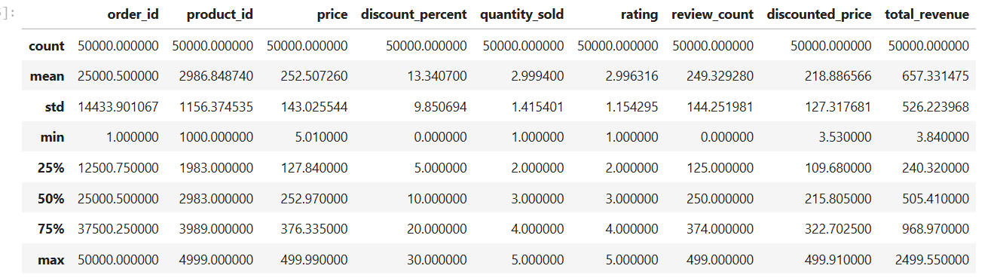 ]:
order_id product_id price discount_percent quantity_sold rating review_count discounted_price total_revenue
count 50000.000000 50000.000000 50000.000000 50000.000000 50000.000000 50000.000000 50000.000000 50000.000000 50000.000000
mean 25000.500000 2986.848740 252.507260 13.340700 2.999400 2.996316 249.329280 218.886566 657.331475
std 14433.901067 1156.374535 143.025544 9.850694 1.415401 1.154295 144.251981 127.317681 526.223968
min 1.000000 1000.000000 5.010000 0.000000 1.000000 1.000000 0.000000 3.530000 3.840000
25% 12500.750000 1983.000000 127.840000 5.000000 2.000000 2.000000 125.000000 109.680000 240.320000
50% 25000.500000 2983.000000 252.970000 10.000000 3.000000 3.000000 250.000000 215.805000 505.410000
75% 37500.250000 3989.000000 376.335000 20.000000 4.000000 4.000000 374.000000 322.702500 968.970000
max 50000.000000 4999.000000 499.990000 30.000000 5.000000 5.000000 499.000000 499.910000 2499.550000